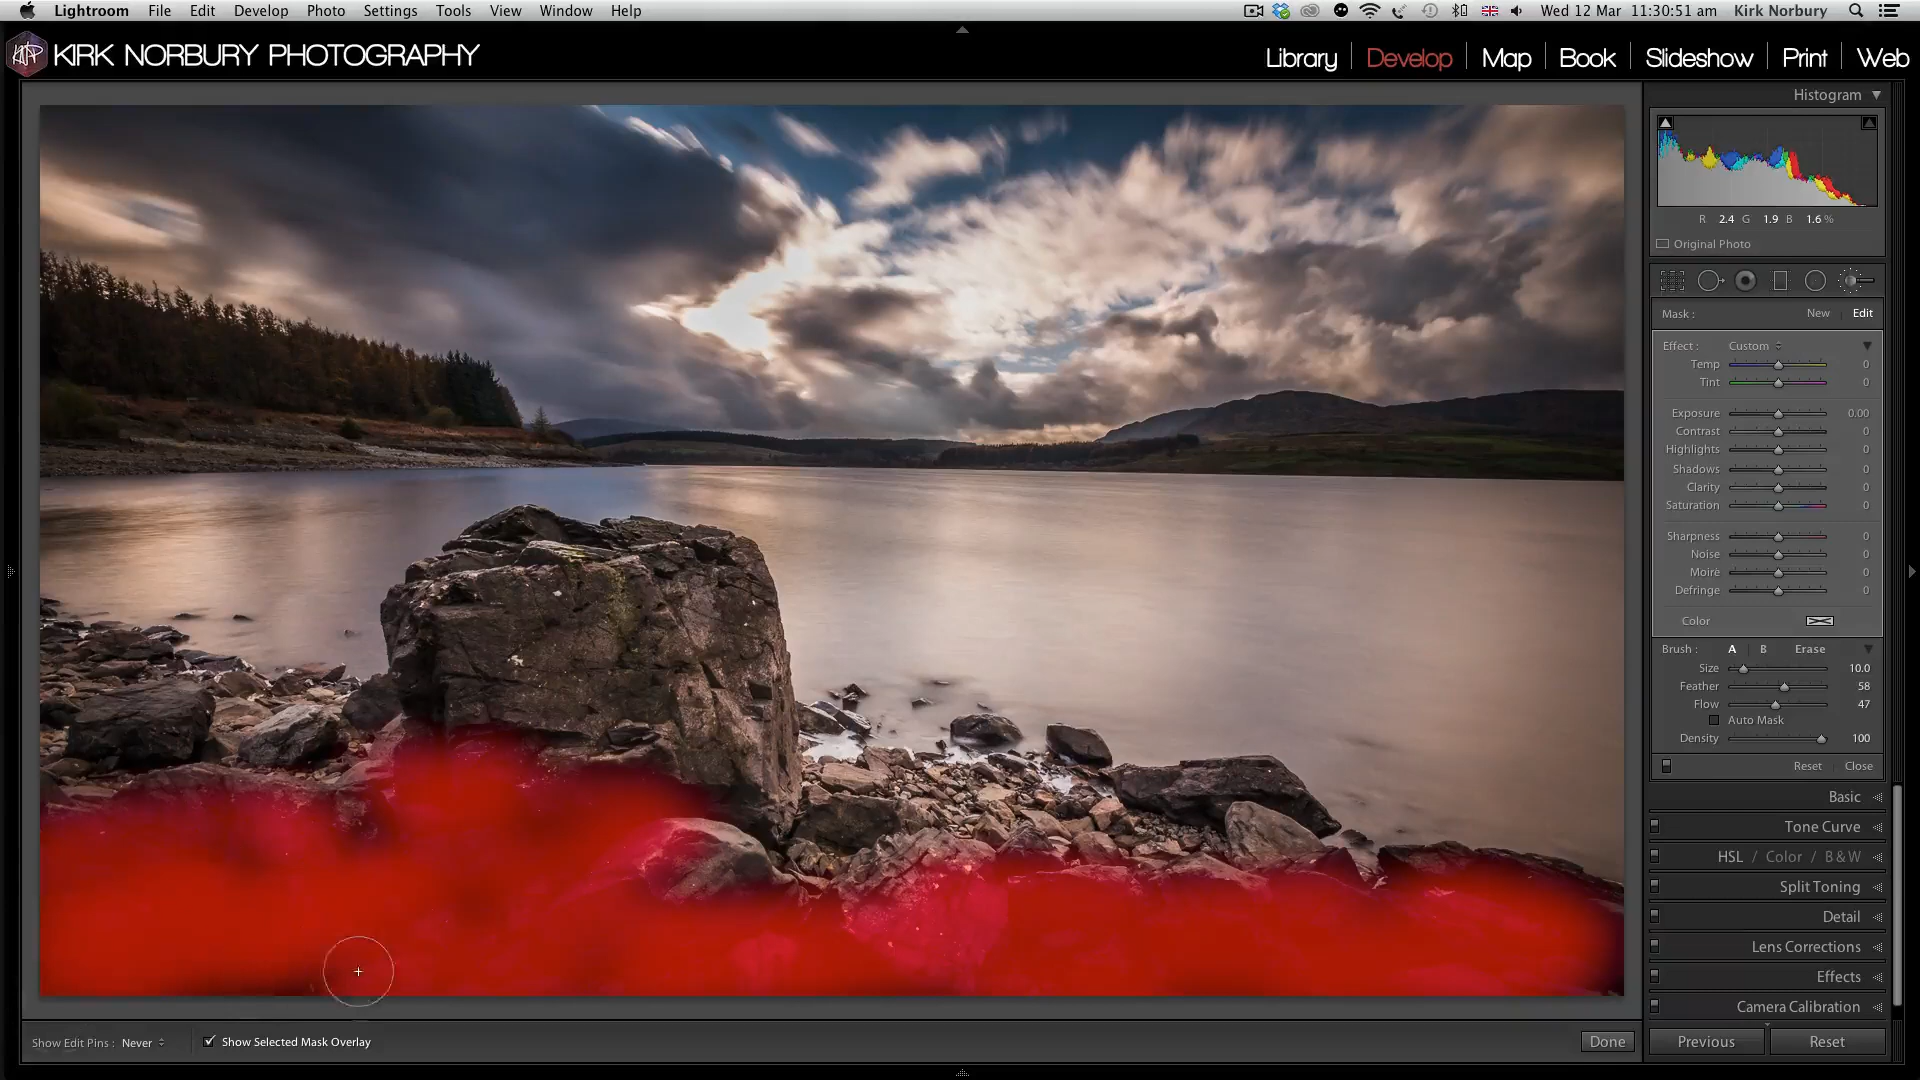 Lightroom File Edit Develop Photo Settings Tools View Window Help Wed 12 Mar 11:30:51 am Kirk Norbury
KIRK NORBURY PHOTOGRAPHY Library Develop Map Book Slideshow Print Web
Histogram
R 2.4 G 1.9 B 1.6 %
Original Photo
Mask : New Edit
Effect : Custom
Temp 0
Tint 0
Exposure 0.00
Contrast 0
Highlights 0
Shadows 0
Clarity 0
Saturation 0
Sharpness 0
Noise 0
Moiré 0
Defringe 0
Color
Brush : A B Erase
Size 10.0
Feather 58
Flow 47
Auto Mask
Density 100
Reset Close
Basic
Tone Curve
HSL / Color / B & W
Split Toning
Detail
Lens Corrections
Effects
Camera Calibration
Show Edit Pins : Never Show Selected Mask Overlay Done Previous Reset